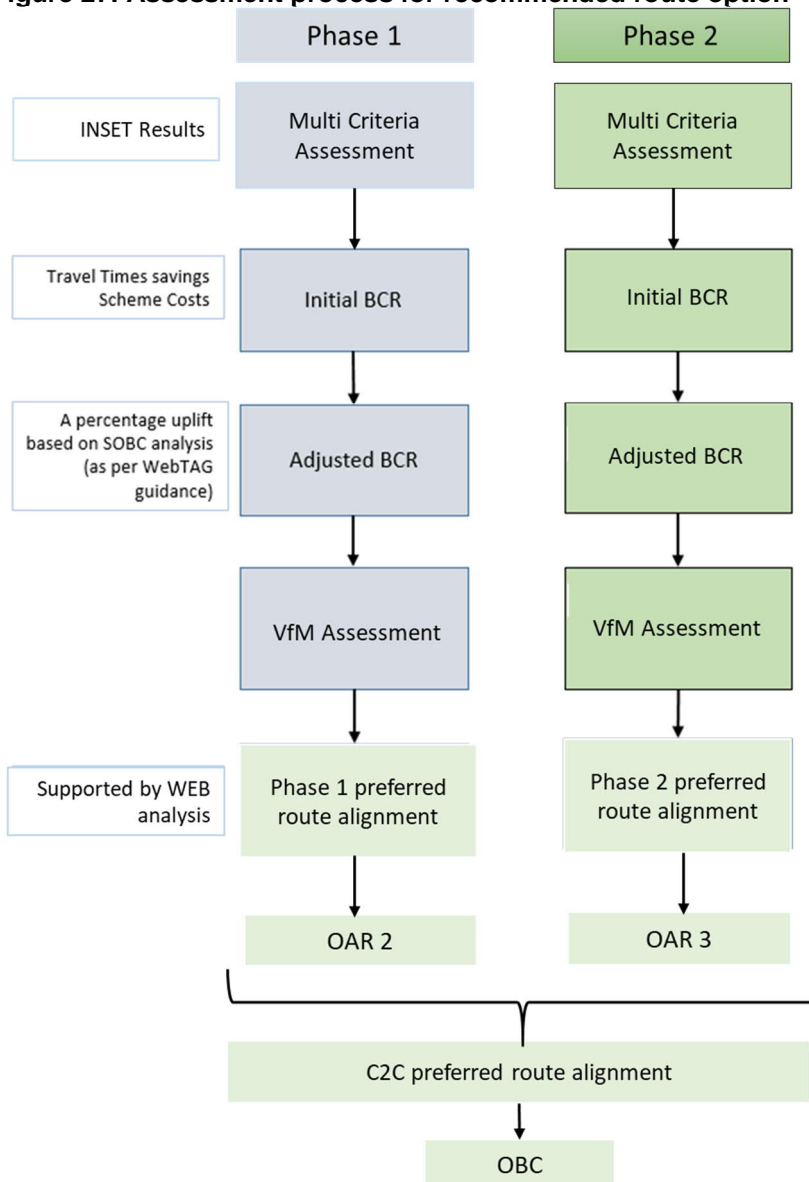 Phase 1
Phase 2
INSET Results
Multi Criteria
Assessment
Multi Criteria
Assessment
Travel Times savings
Scheme Costs
Initial BCR
Initial BCR
A percentage uplift
based on SOBC analysis
(as per WebTAG
guidance)
Adjusted BCR
Adjusted BCR
VfM Assessment
VfM Assessment
Supported by WEB
analysis
Phase 1 preferred
route alignment
Phase 2 preferred
route alignment
OAR 2
OAR 3
C2C preferred route alignment
OBC